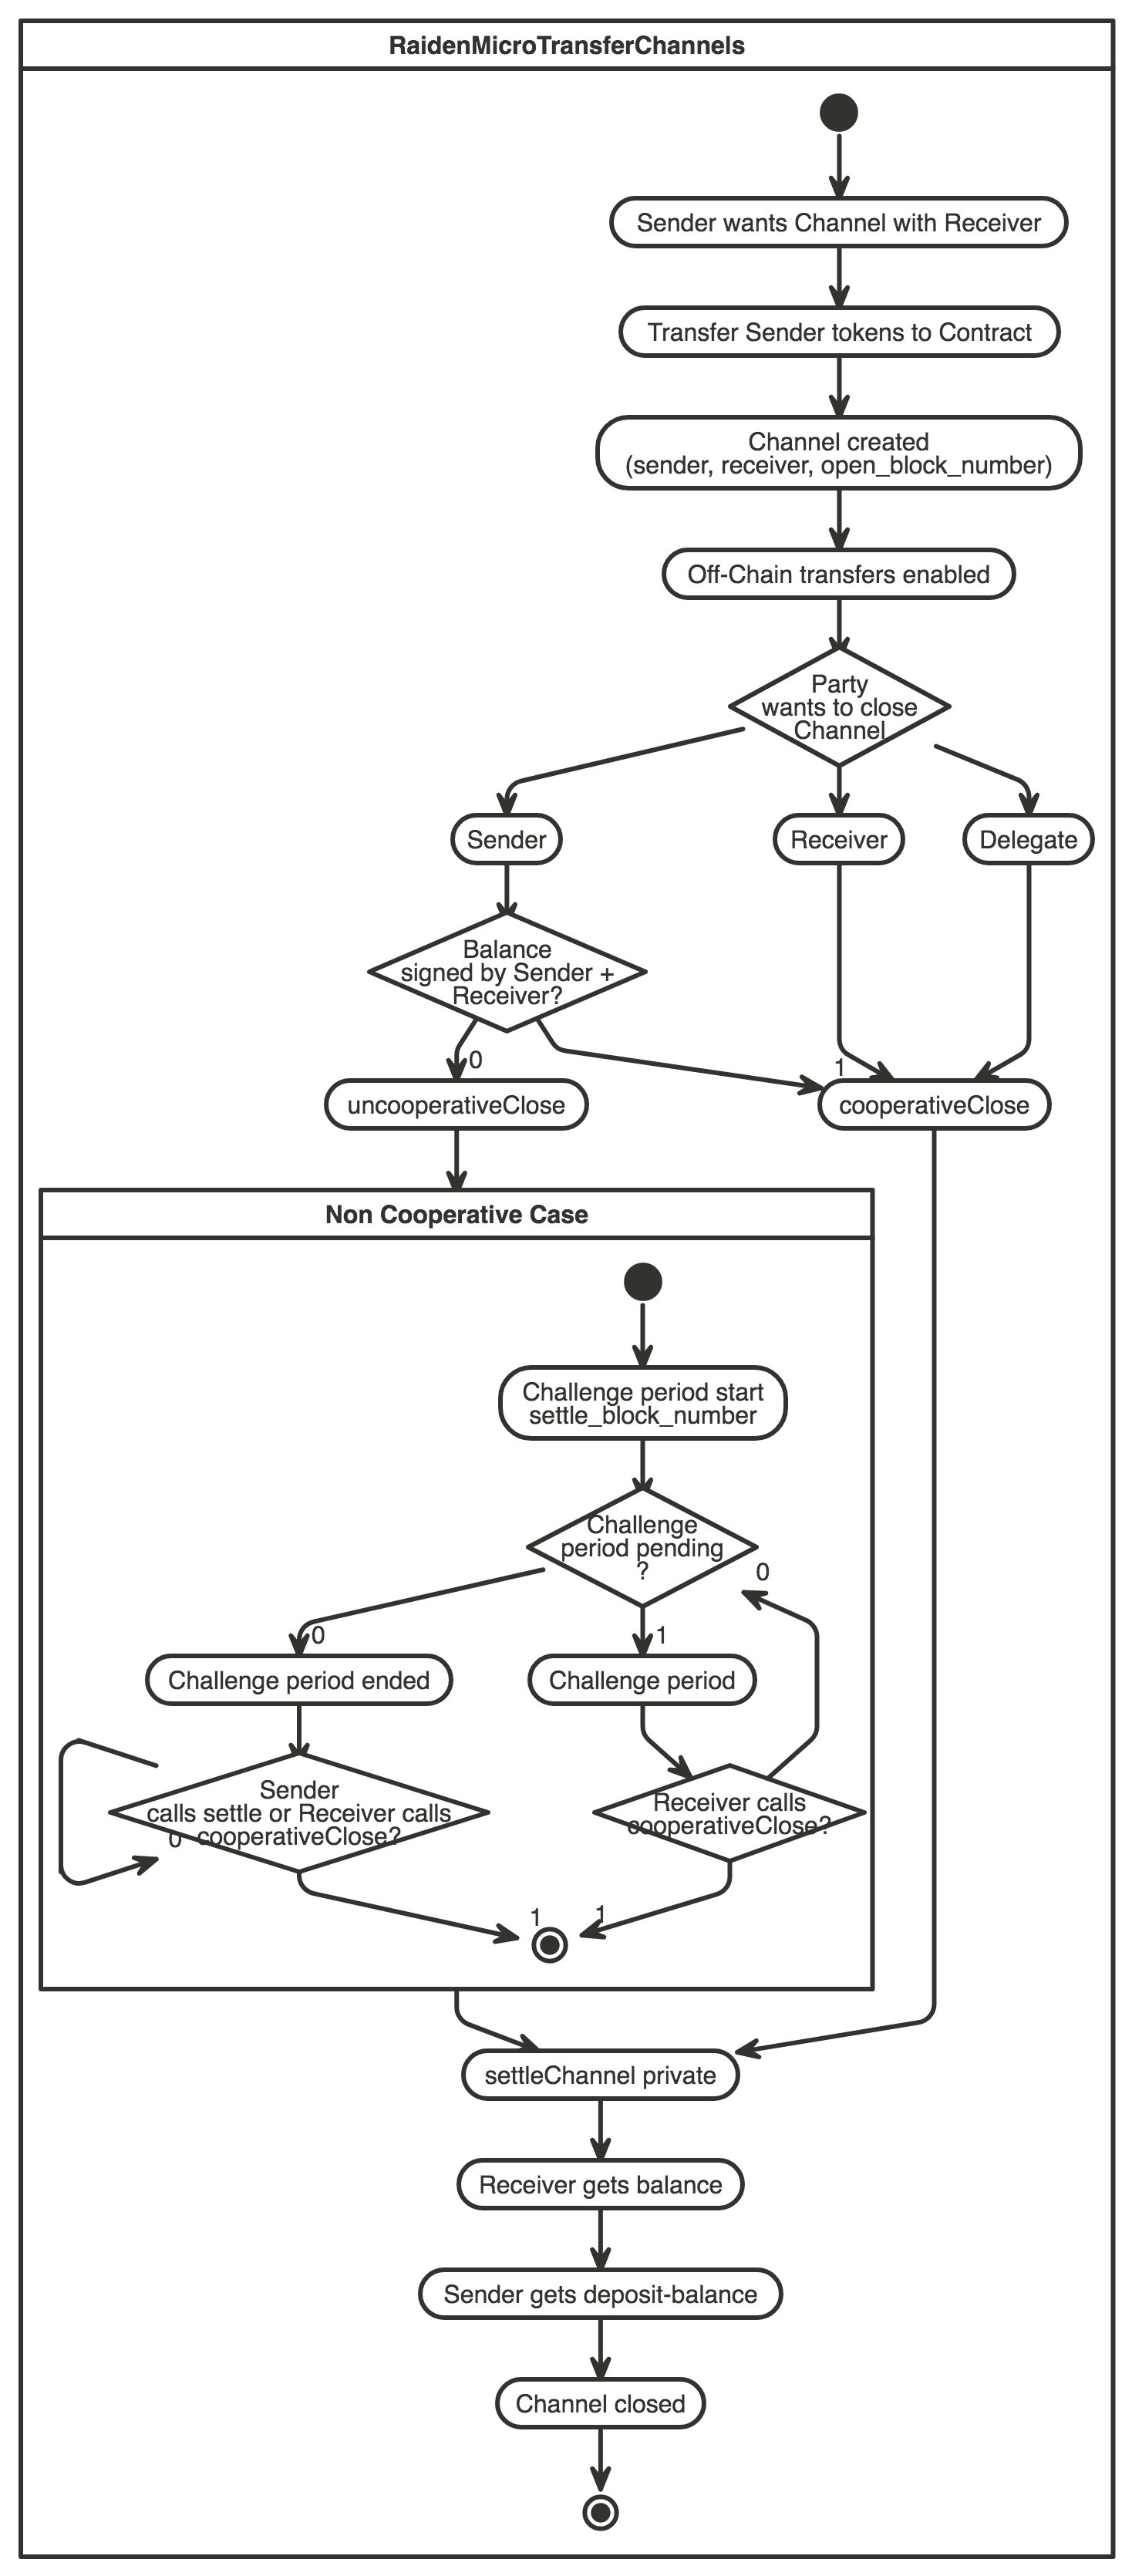 RaidenMicroTransferChannels
Sender wants Channel with Receiver
Transfer Sender tokens to Contract
Channel created
(sender, receiver, open_block_number)
Off-Chain transfers enabled
Party
wants to close
Channel
Sender
Receiver
Delegate
Balance
signed by Sender +
Receiver?
0
1
uncooperativeClose
cooperativeClose
Non Cooperative Case
Challenge period start
settle_block_number
Challenge
period pending
?
0
0
1
Challenge period ended
Challenge period
Sender
calls settle or Receiver calls
cooperativeClose?
0
Receiver calls
cooperativeClose?
1
1
settleChannel private
Receiver gets balance
Sender gets deposit-balance
Channel closed